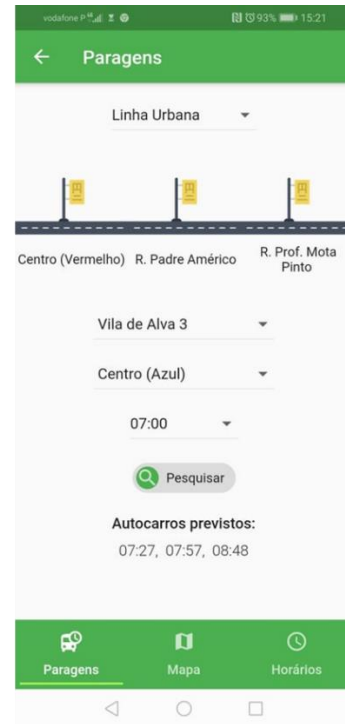 vodafone P 93% 15:21
Paragens
Linha Urbana
Centro (Vermelho) R. Padre Américo R. Prof. Mota
Pinto
Vila de Alva 3
Centro (Azul)
07:00
Pesquisar
Autocarros previstos:
07:27, 07:57, 08:48
Paragens Mapa Horários